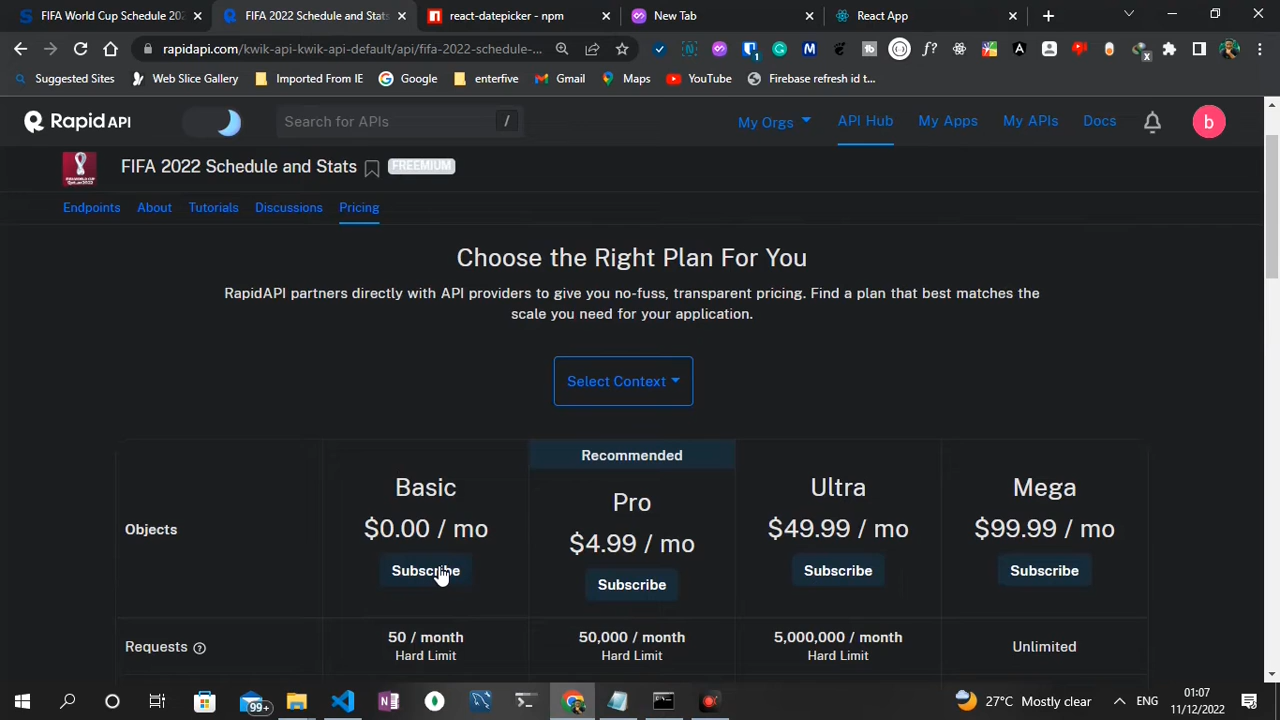 FIFA World Cup Schedule 202
FIFA 2022 Schedule and Stats
react-datepicker - npm
New Tab
React App
rapidapi.com/kwik-api-kwik-api-default/api/fifa-2022-schedule-...
Suggested Sites
Web Slice Gallery
Imported From IE
Google
enterfive
Gmail
Maps
YouTube
Firebase refresh id t...
Rapid API
Search for APIs
/
My Orgs
API Hub
My Apps
My APIs
Docs
b
FIFA 2022 Schedule and Stats
FREEMIUM
Endpoints
About
Tutorials
Discussions
Pricing
Choose the Right Plan For You
RapidAPI partners directly with API providers to give you no-fuss, transparent pricing. Find a plan that best matches the
scale you need for your application.
Select Context
Recommended
Objects
Basic
$0.00 / mo
Subscribe
Pro
$4.99 / mo
Subscribe
Ultra
$49.99 / mo
Subscribe
Mega
$99.99 / mo
Subscribe
Requests
50 / month
Hard Limit
50,000 / month
Hard Limit
5,000,000 / month
Hard Limit
Unlimited
99+
27°C Mostly clear
ENG
01:07
11/12/2022